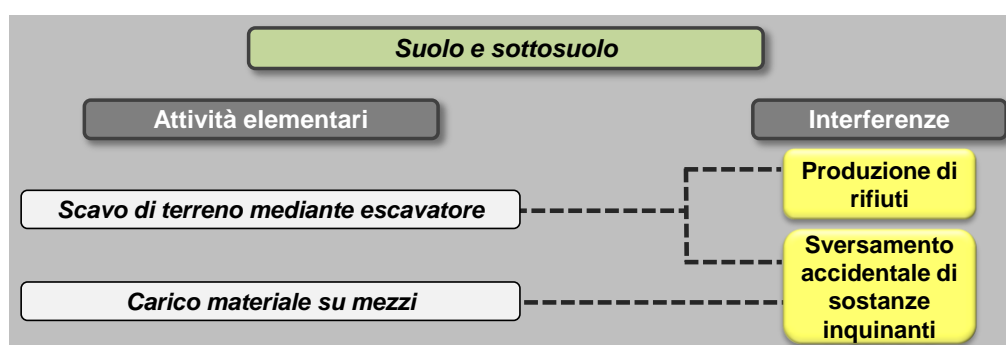 Suolo e sottosuolo
Attività elementari
Interferenze
Produzione di
rifiuti
Scavo di terreno mediante escavatore
Sversamento
accidentale di
sostanze
inquinanti
Carico materiale su mezzi